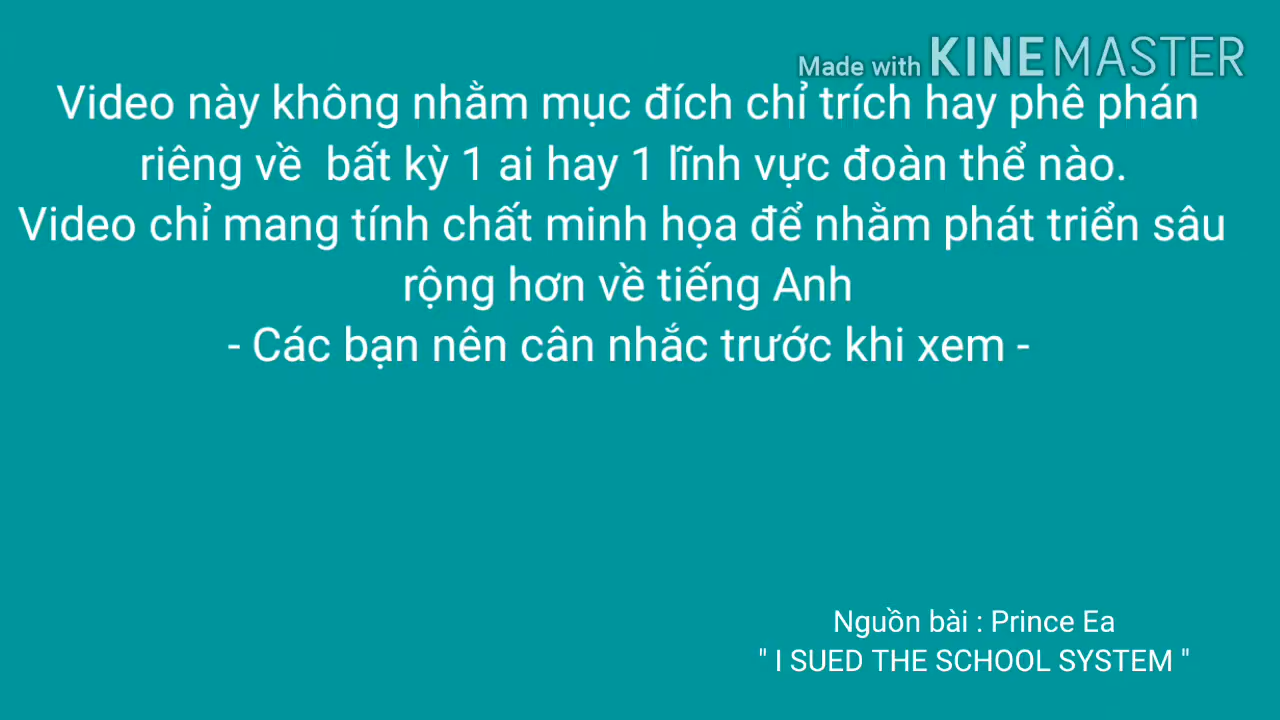 Made with KINEMASTER
Video này không nhằm mục đích chỉ trích hay phê phán
riêng về bất kỳ 1 ai hay 1 lĩnh vực đoàn thể nào.
Video chỉ mang tính chất minh họa để nhằm phát triển sâu
rộng hơn về tiếng Anh
- Các bạn nên cân nhắc trước khi xem -
Nguồn bài : Prince Ea
" I SUED THE SCHOOL SYSTEM "